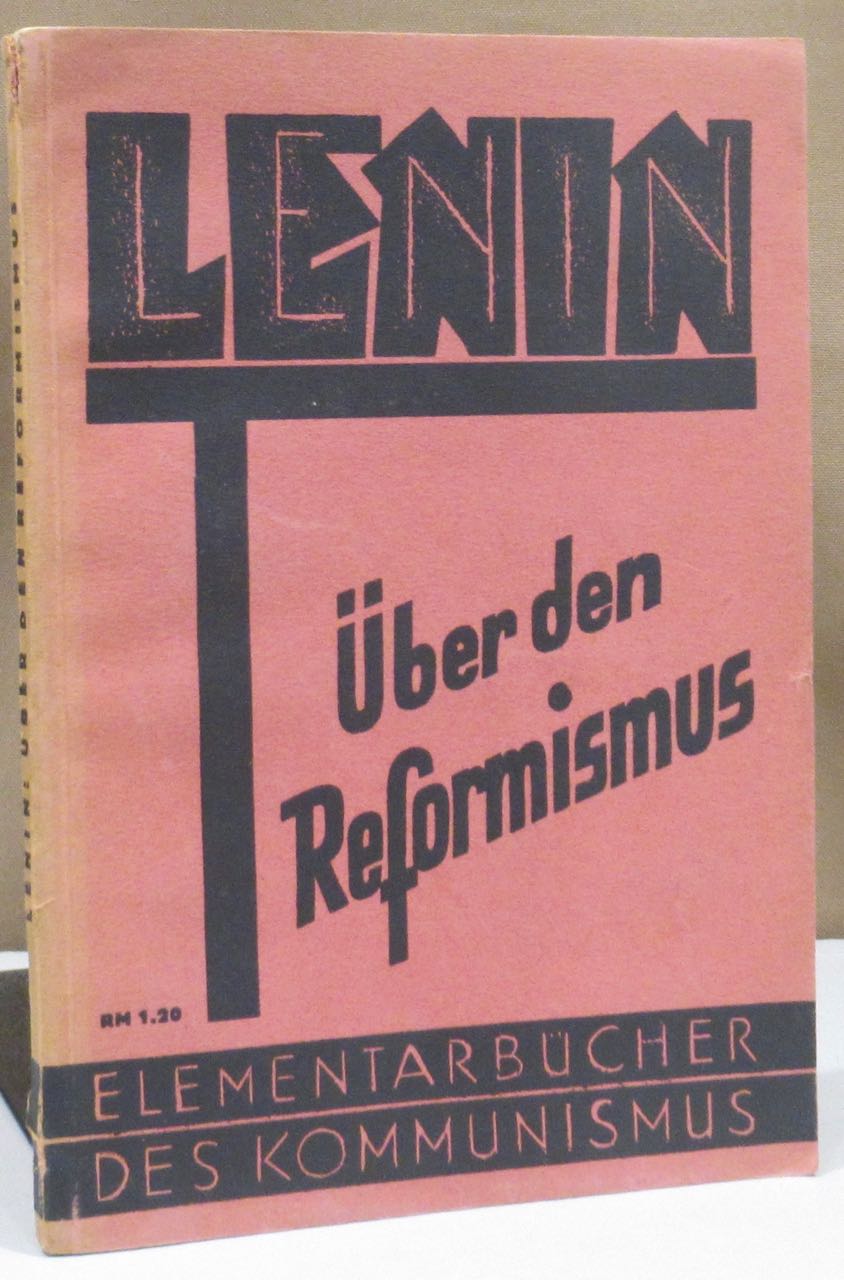 LENIN
Über den
Reformismus
RM 1.20
ELEMENTARBÜCHER
DES KOMMUNISMUS
LENIN: ÜBER DEN REFORMISMUS